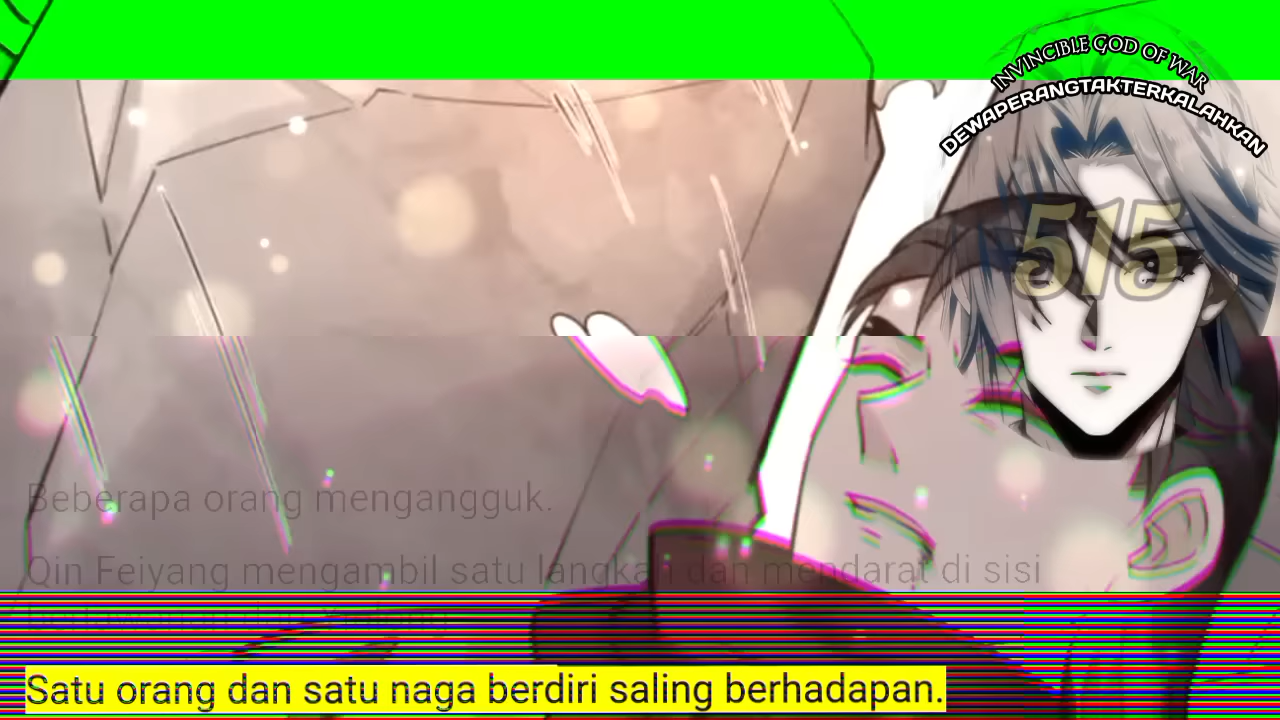 INVINCIBLE GOD OF WAR
DEWAPERANGTAKTERKALAHKAN
515
Beberapa orang mengangguk.
Qin Feiyang mengambil satu langkah dan mendarat di sisi
Satu orang dan satu naga berdiri saling berhadapan.